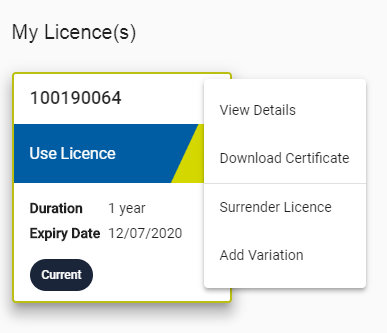 My Licence(s)
100190064
Use Licence
Duration 1 year
Expiry Date 12/07/2020
Current
View Details
Download Certificate
Surrender Licence
Add Variation